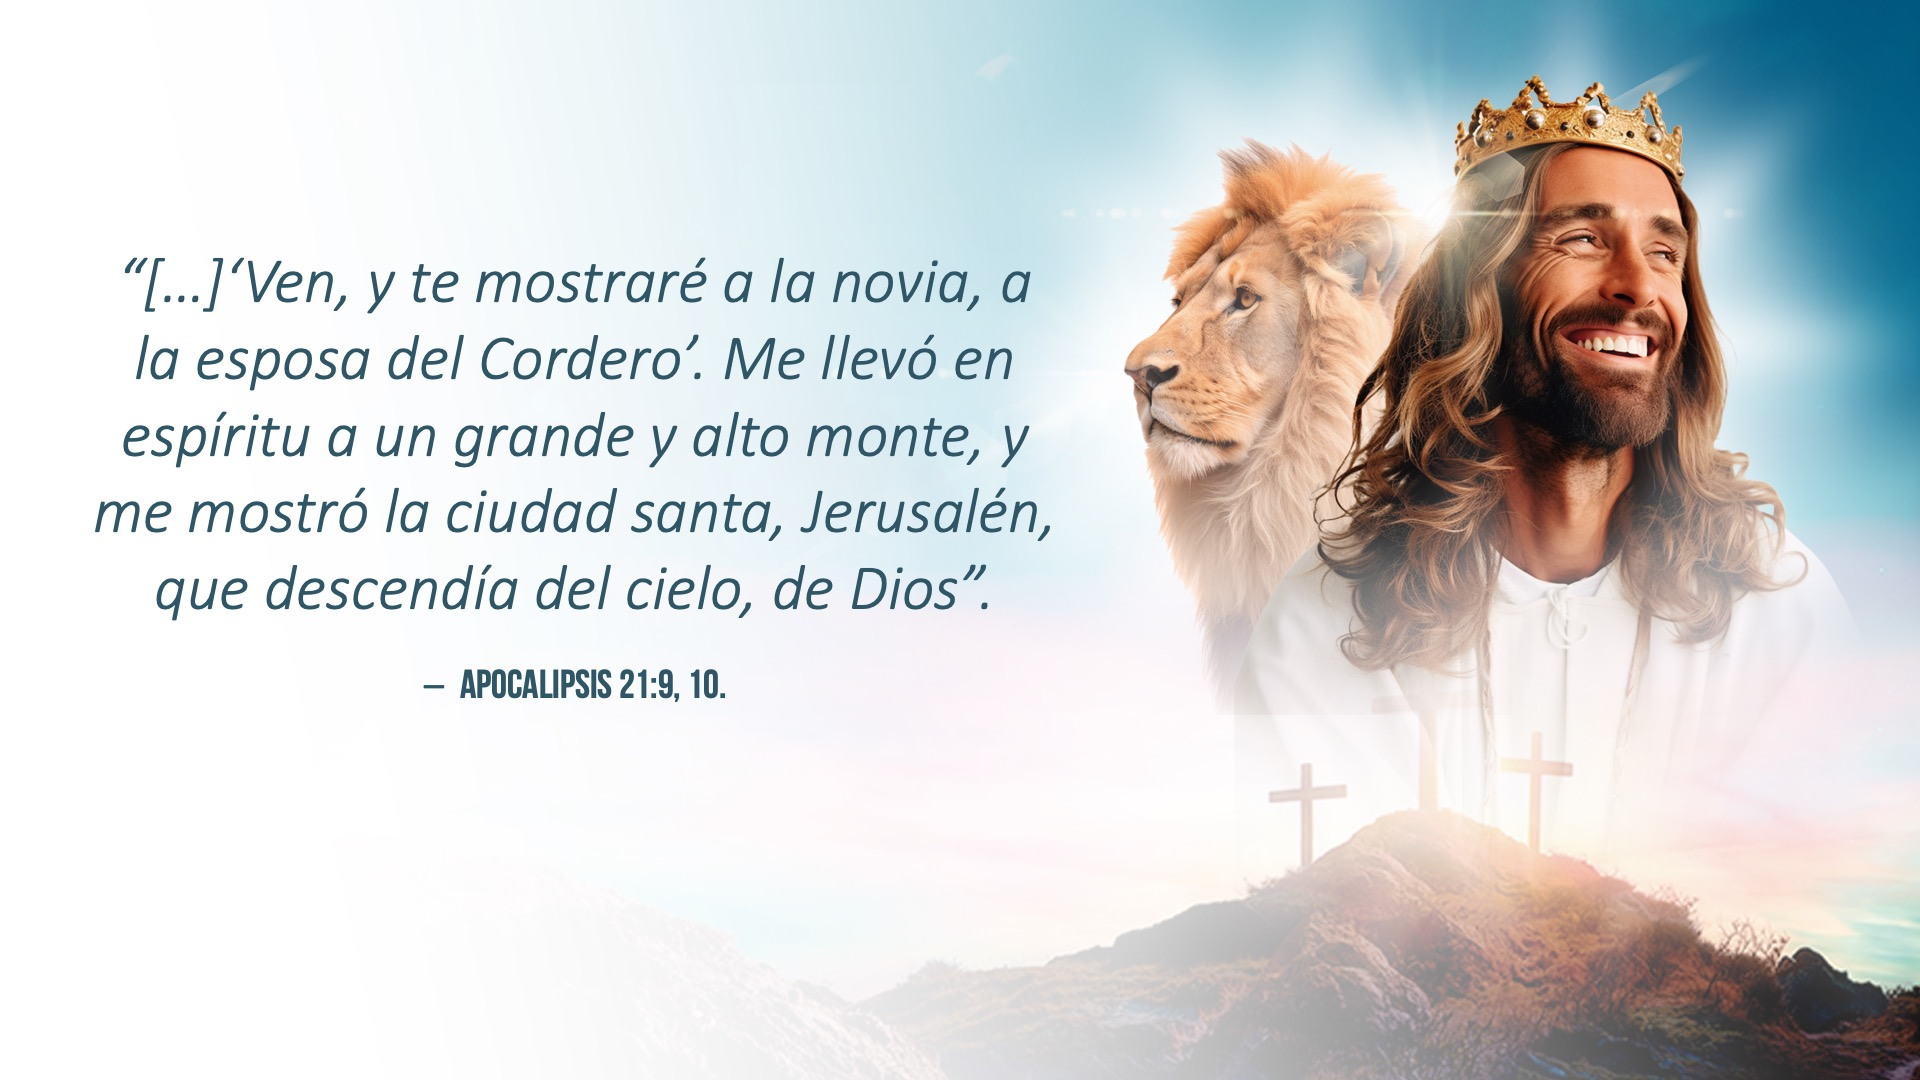 “[…]‘Ven, y te mostraré a la novia, a
la esposa del Cordero’. Me llevó en
espíritu a un grande y alto monte, y
me mostró la ciudad santa, Jerusalén,
que descendía del cielo, de Dios”.
– APOCALIPSIS 21:9, 10.